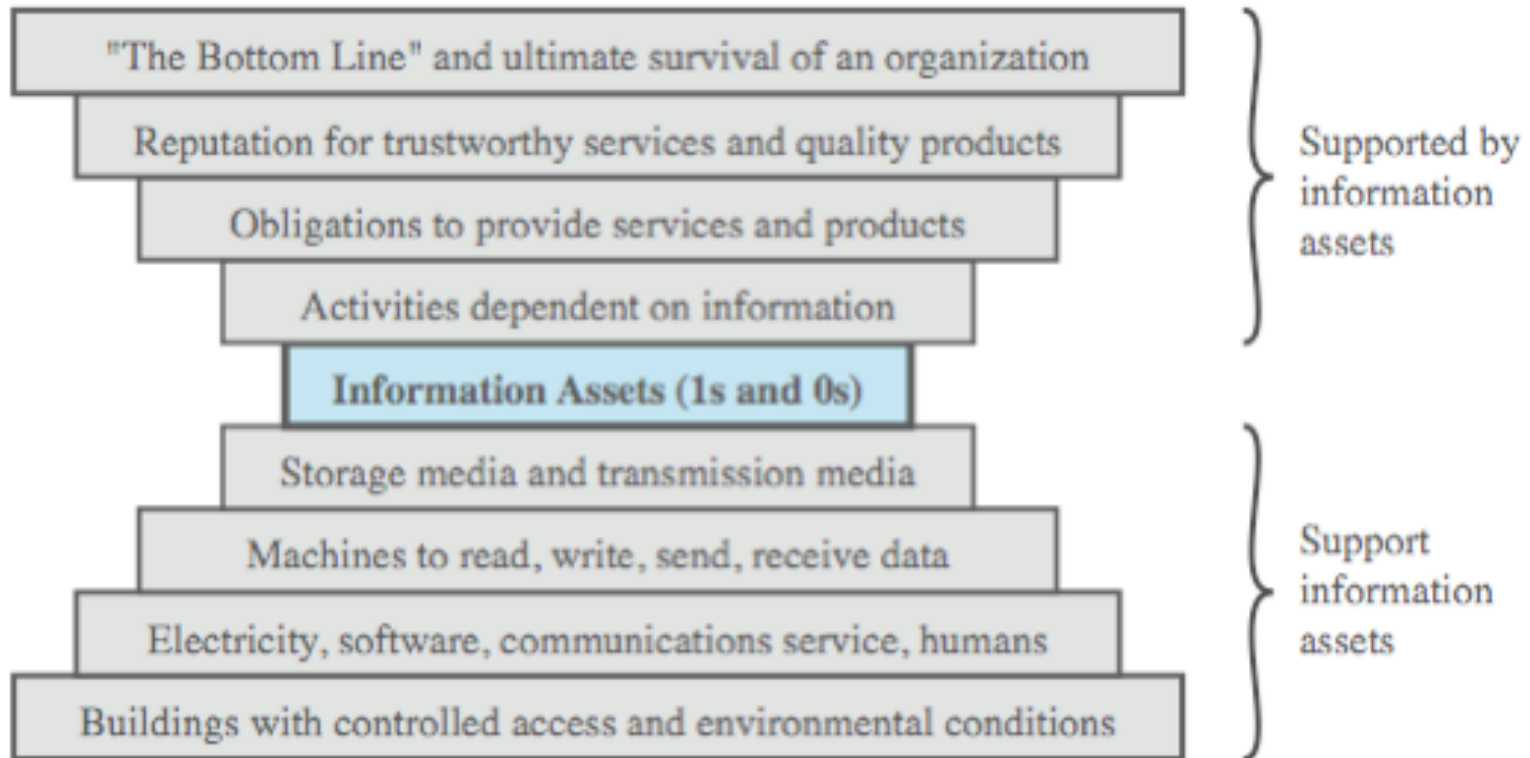 "The Bottom Line" and ultimate survival of an organization
Reputation for trustworthy services and quality products
Obligations to provide services and products
Activities dependent on information
Information Assets (1s and 0s)
Storage media and transmission media
Machines to read, write, send, receive data
Electricity, software, communications service, humans
Buildings with controlled access and environmental conditions
Supported by
information
assets
Support
information
assets